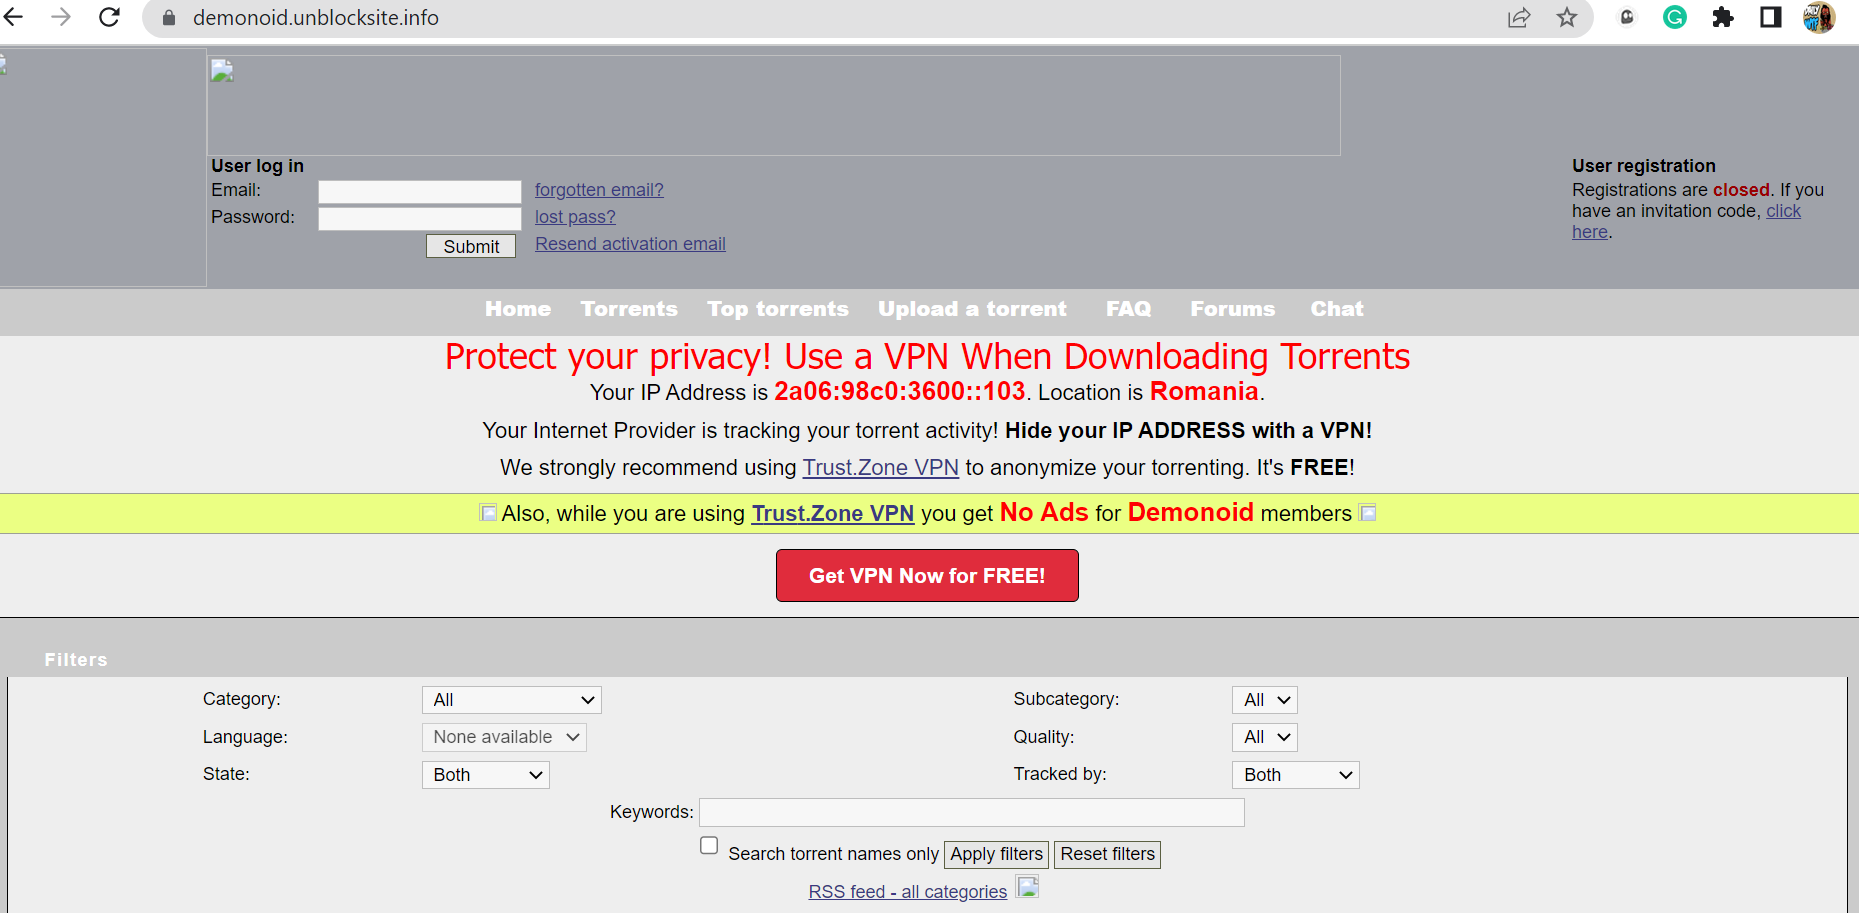 demonoid.unblocksite.info
User log in
Email:
forgotten email?
Password:
lost pass?
Submit
Resend activation email
User registration
Registrations are closed. If you
have an invitation code, click
here.
Home Torrents Top torrents Upload a torrent FAQ Forums Chat
Protect your privacy! Use a VPN When Downloading Torrents
Your IP Address is 2a06:98c0:3600::103. Location is Romania.
Your Internet Provider is tracking your torrent activity! Hide your IP ADDRESS with a VPN!
We strongly recommend using Trust.Zone VPN to anonymize your torrenting. It's FREE!
Also, while you are using Trust.Zone VPN you get No Ads for Demonoid members
Get VPN Now for FREE!
Filters
Category: All Subcategory: All
Language: None available Quality: All
State: Both Tracked by: Both
Keywords:
Search torrent names only Apply filters Reset filters
RSS feed - all categories